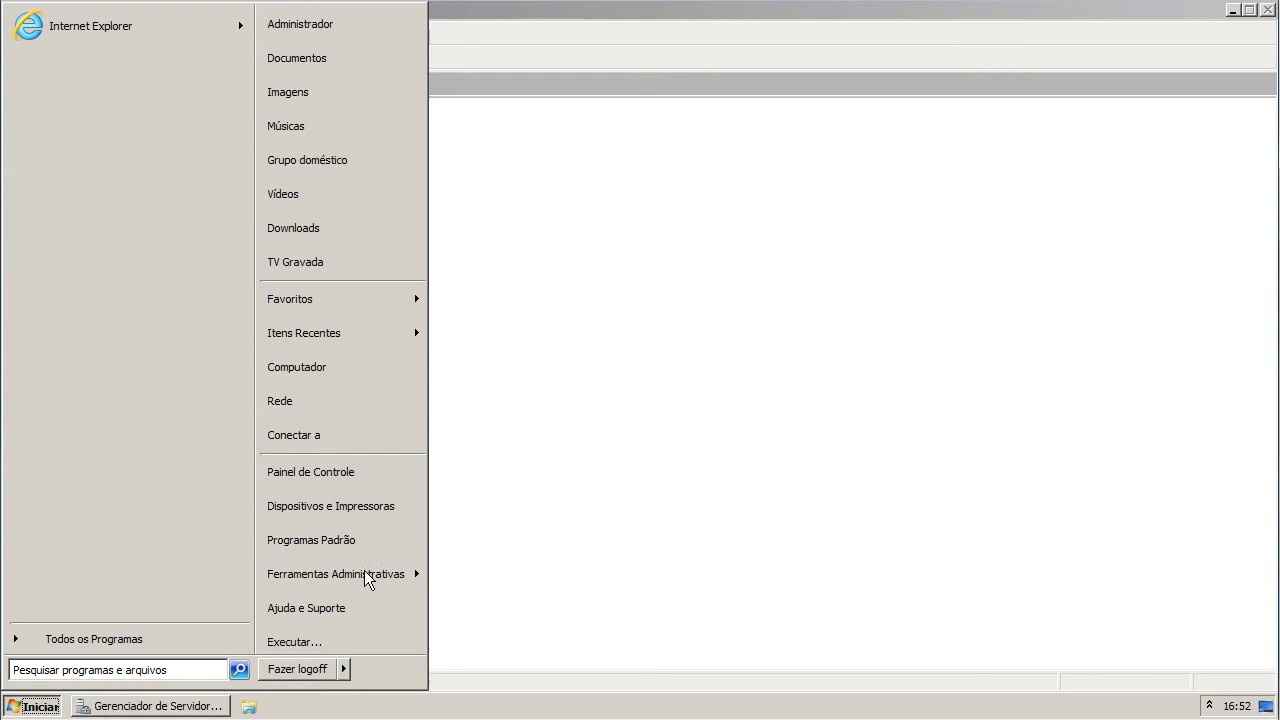 Internet Explorer
Administrador
Documentos
Imagens
Músicas
Grupo doméstico
Vídeos
Downloads
TV Gravada
Favoritos
Itens Recentes
Computador
Rede
Conectar a
Painel de Controle
Dispositivos e Impressoras
Programas Padrão
Ferramentas Administrativas
Ajuda e Suporte
Executar...
Todos os Programas
Pesquisar programas e arquivos
Fazer logoff
Iniciar
Gerenciador de Servidor...
16:52